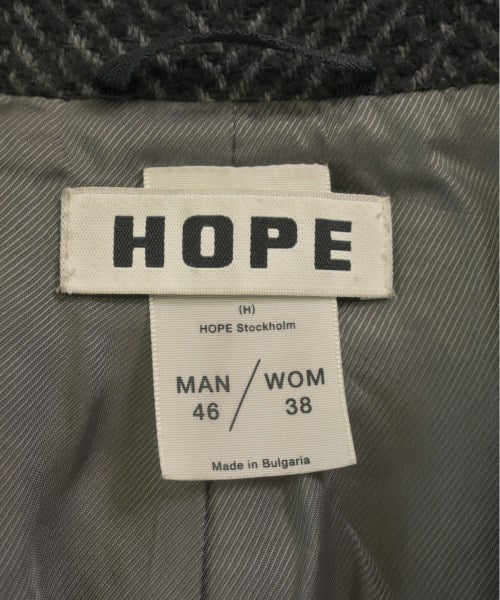 HOPE
(H)
HOPE Stockholm
MAN / WOM
46 / 38
Made in Bulgaria